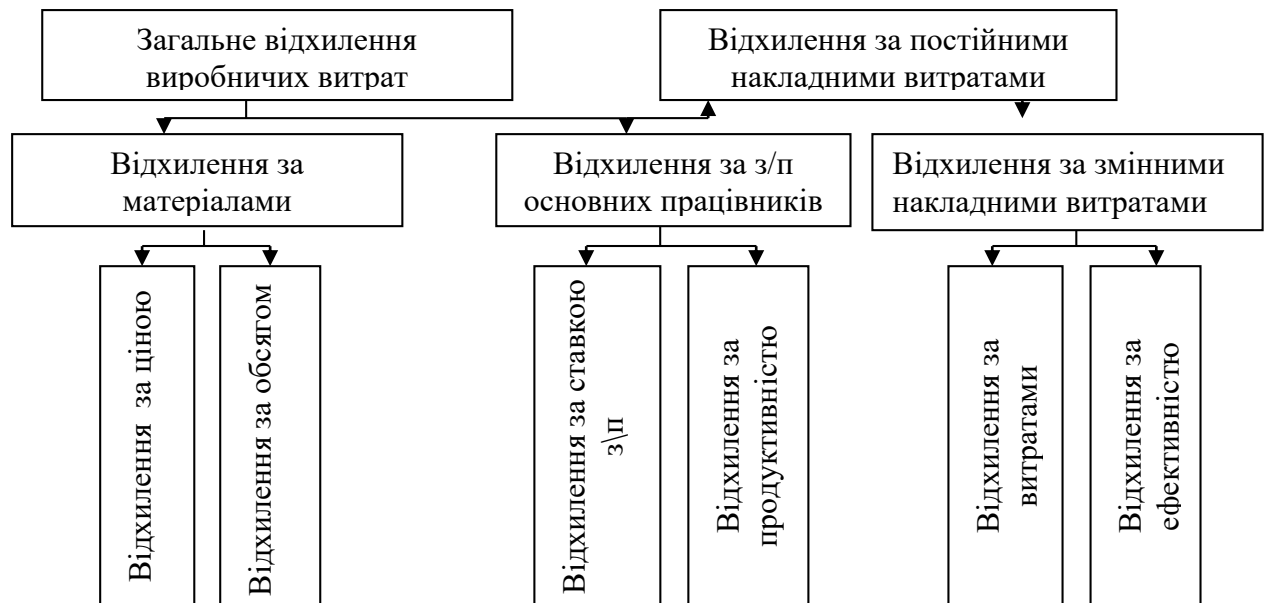 Загальне відхилення
виробничих витрат
Відхилення за постійними
накладними витратами
Відхилення за
матеріалами
Відхилення за з/п
основних працівників
Відхилення за змінними
накладними витратами
Відхилення за ціною
Відхилення за обсягом
Відхилення за ставкою
з\п
Відхилення за
продуктивністю
Відхилення за
витратами
Відхилення за
ефективністю